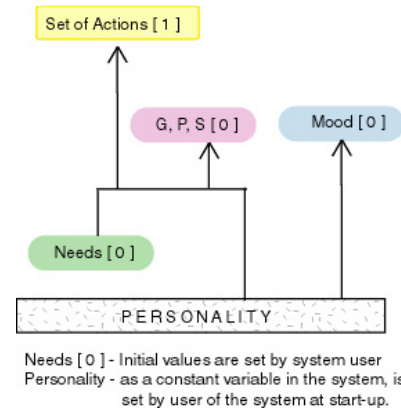 Set of Actions [ 1 ]
G, P, S [ 0 ]
Mood [ 0 ]
Needs [ 0 ]
PERSONALITY
Needs [ 0 ] - Initial values are set by system user
Personality - as a constant variable in the system, is
set by user of the system at start-up.